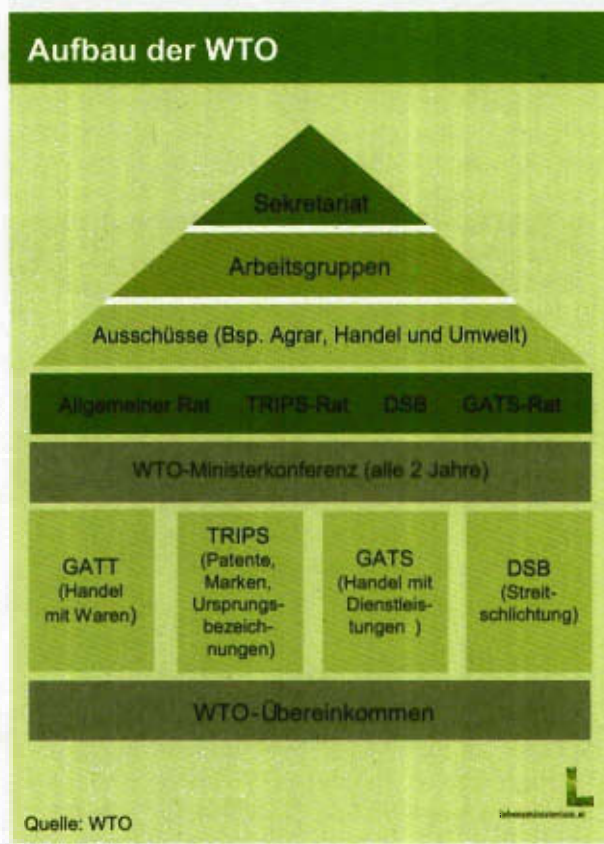 Aufbau der WTO
Sekretariat
Arbeitsgruppen
Ausschüsse (Bsp. Agrar, Handel und Umwelt)
Allgemeiner Rat TRIPS-Rat DSB GATS-Rat
WTO-Ministerkonferenz (alle 2 Jahre)
GATT
(Handel
mit Waren)
TRIPS
(Patente,
Marken,
Ursprungs-
bezeich-
nungen)
GATS
(Handel mit
Dienstleis-
tungen )
DSB
(Streit-
schlichtung)
WTO-Übereinkommen
L
lebensministerium.at
Quelle: WTO